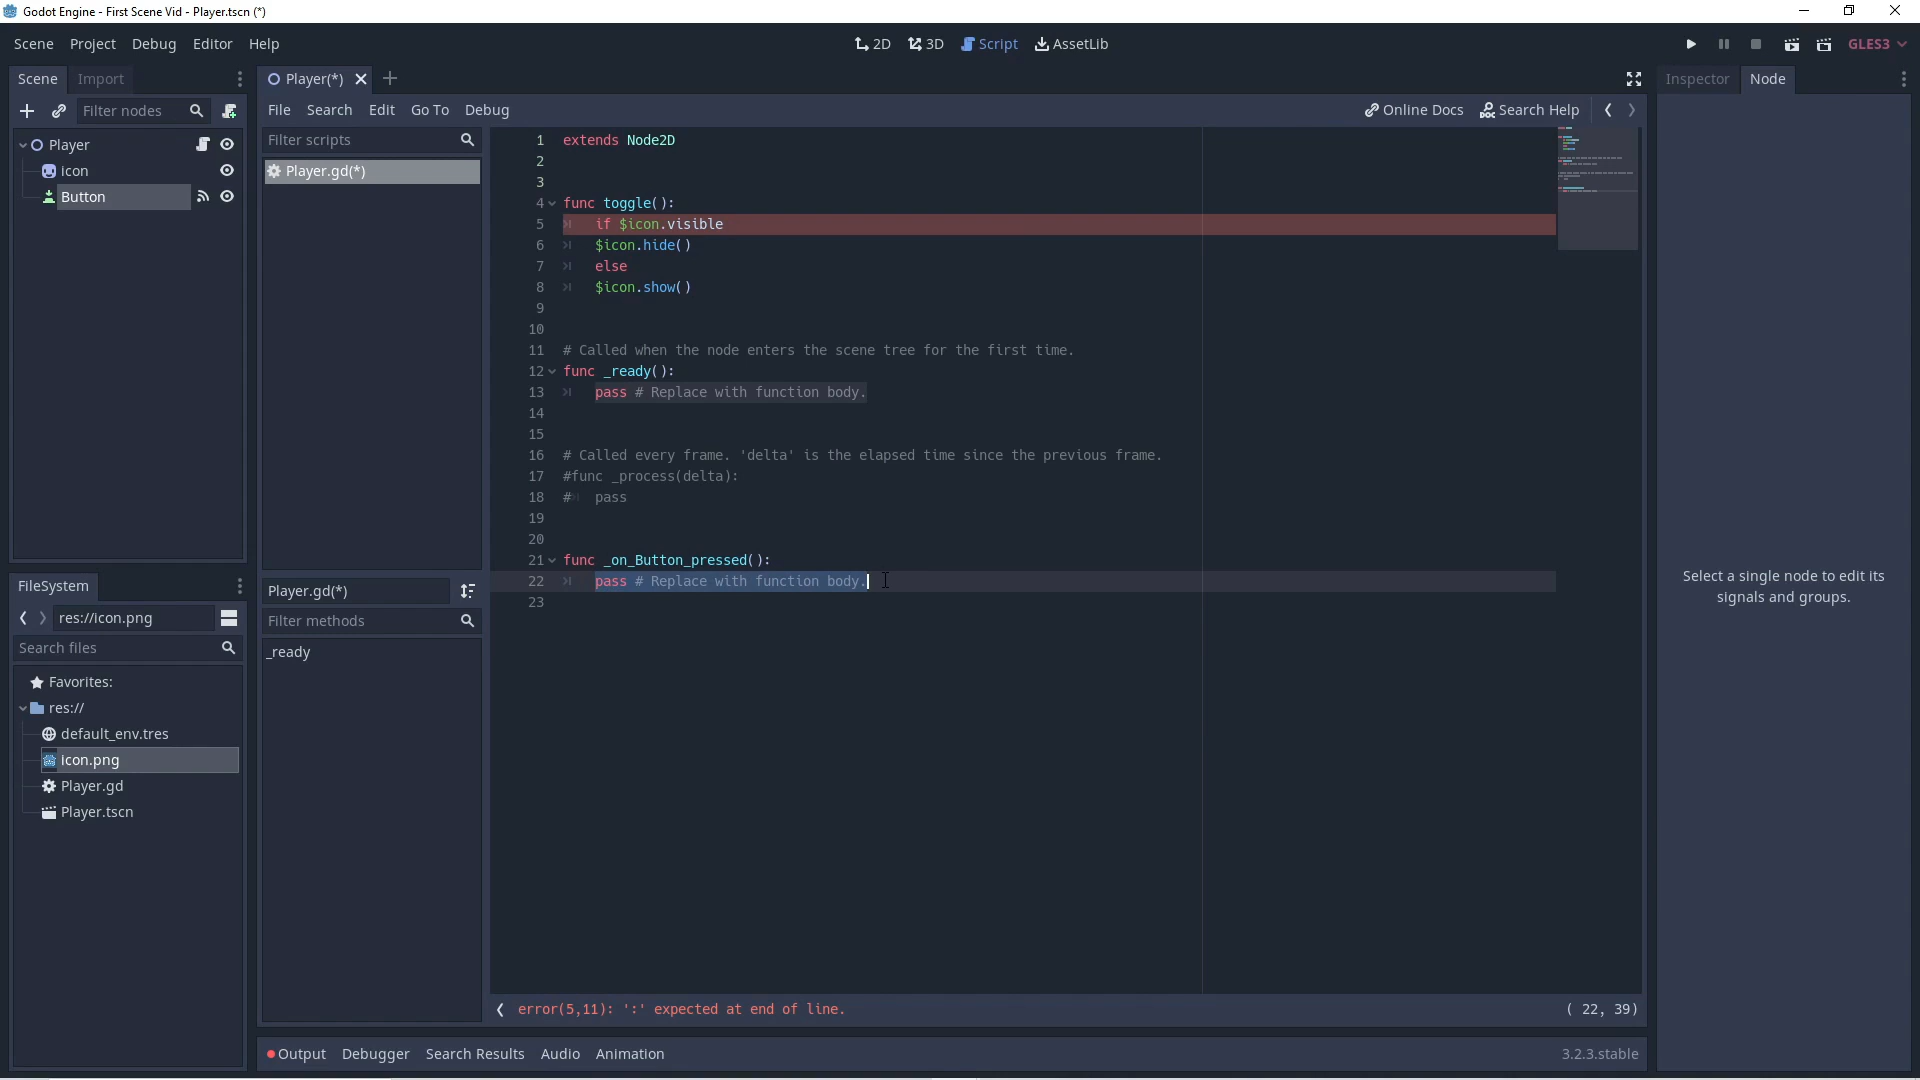 Godot Engine - First Scene Vid - Player.tscn (*)
Scene Project Debug Editor Help
2D 3D Script AssetLib
GLES3
Scene Import
Player(*)
Inspector Node
Filter nodes
File Search Edit Go To Debug
Online Docs Search Help
Player
icon
Button
Filter scripts
Player.gd(*)
1 extends Node2D
2
3
4 func toggle():
5 if $icon.visible
6 $icon.hide()
7 else
8 $icon.show()
9
10
11 # Called when the node enters the scene tree for the first time.
12 func _ready():
13 pass # Replace with function body.
14
15
16 # Called every frame. 'delta' is the elapsed time since the previous frame.
17 #func _process(delta):
18 # pass
19
20
21 func _on_Button_pressed():
22 pass # Replace with function body.
23
Select a single node to edit its
signals and groups.
FileSystem
res://icon.png
Search files
Favorites:
res://
default_env.tres
icon.png
Player.gd
Player.tscn
Player.gd(*)
Filter methods
_ready
error(5,11): ':' expected at end of line.
( 22, 39)
Output Debugger Search Results Audio Animation
3.2.3.stable